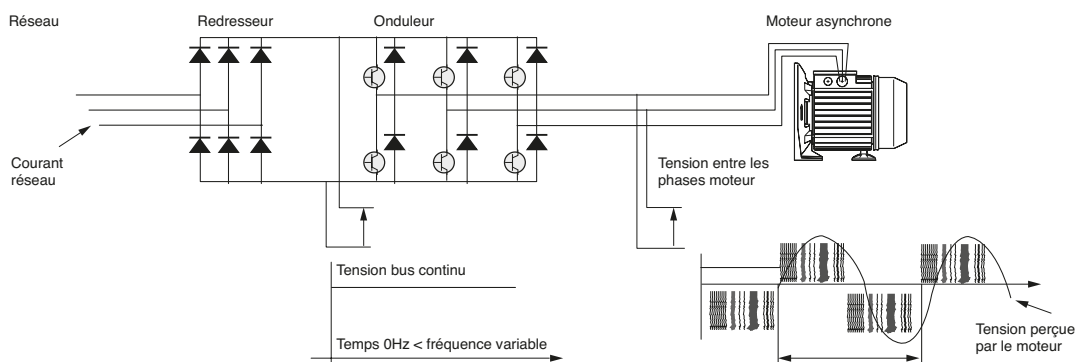 Réseau
Redresseur
Onduleur
Moteur asynchrone
Courant
réseau
Tension entre les
phases moteur
Tension bus continu
Temps 0Hz < fréquence variable
Tension perçue
par le moteur